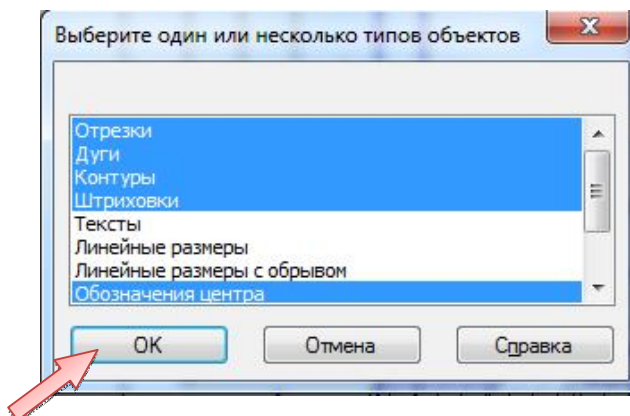 Выберите один или несколько типов объектов
Отрезки
Дуги
Контуры
Штриховки
Тексты
Линейные размеры
Линейные размеры с обрывом
Обозначения центра
ОК
Отмена
Справка